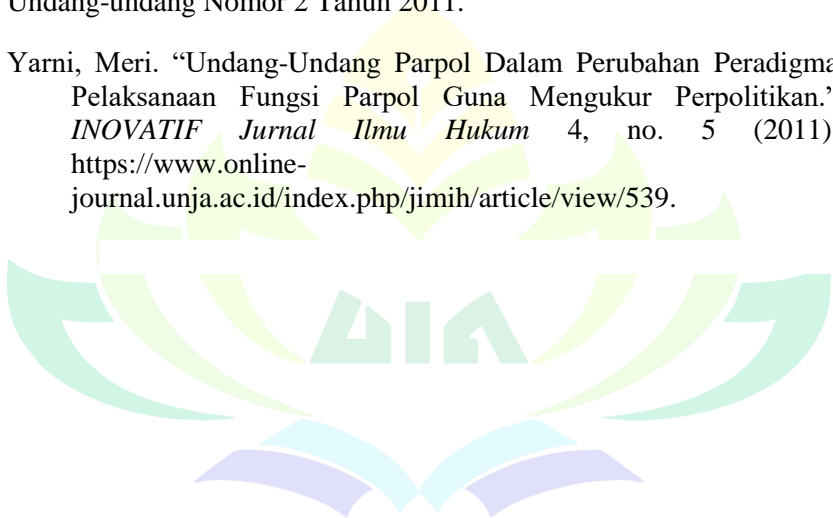 Undang-undang Nomor 2 Tahun 2011.
Yarni, Meri. “Undang-Undang Parpol Dalam Perubahan Peradigma
Pelaksanaan Fungsi Parpol Guna Mengukur Perpolitikan.”
INOVATIF Jurnal Ilmu Hukum 4, no. 5 (2011)
https://www.online-
journal.unja.ac.id/index.php/jimih/article/view/539.
UIN